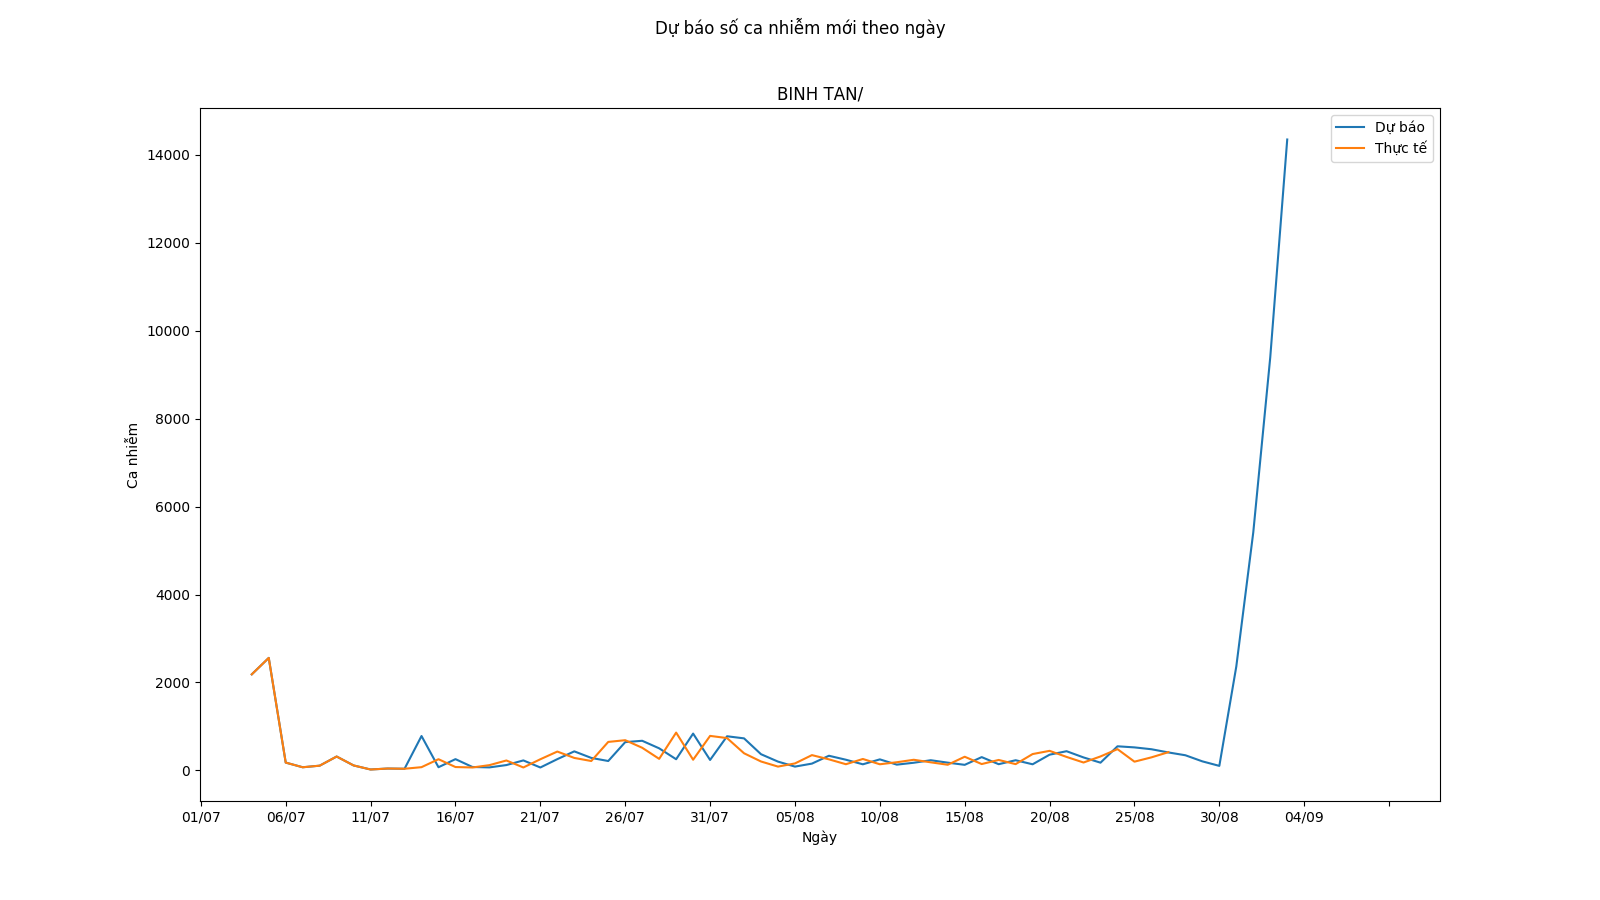 Dự báo số ca nhiễm mới theo ngày
BINH TAN/
Dự báo
Thực tế
14000
12000
10000
8000
6000
4000
2000
0
Ca nhiễm
01/07 06/07 11/07 16/07 21/07 26/07 31/07 05/08 10/08 15/08 20/08 25/08 30/08 04/09
Ngày